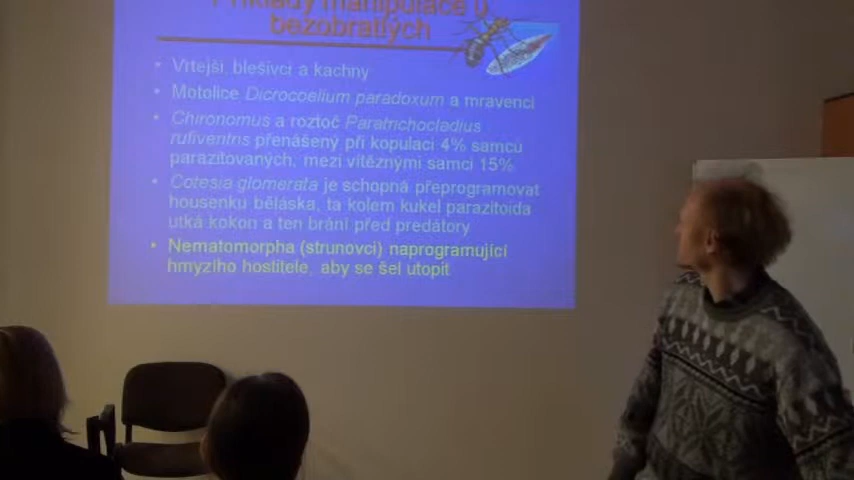 Příklady manipulace u
bezobratlých
• Vrtejši, blešivci a kachny
• Motolice Dicrocoelium paradoxum a mravenci
• Chironomus a roztoč Paratrichocladius
rufiventris přenášený při kopulaci 4% samců
parazitovaných, mezi vítěznými samci 15%
• Cotesia glomerata je schopná přeprogramovat
housenku běláska, ta kolem kukel parazitoida
utká kokon a ten brání před predátory
• Nematomorpha (strunovci) naprogramující
hmyzího hostitele, aby se šel utopit